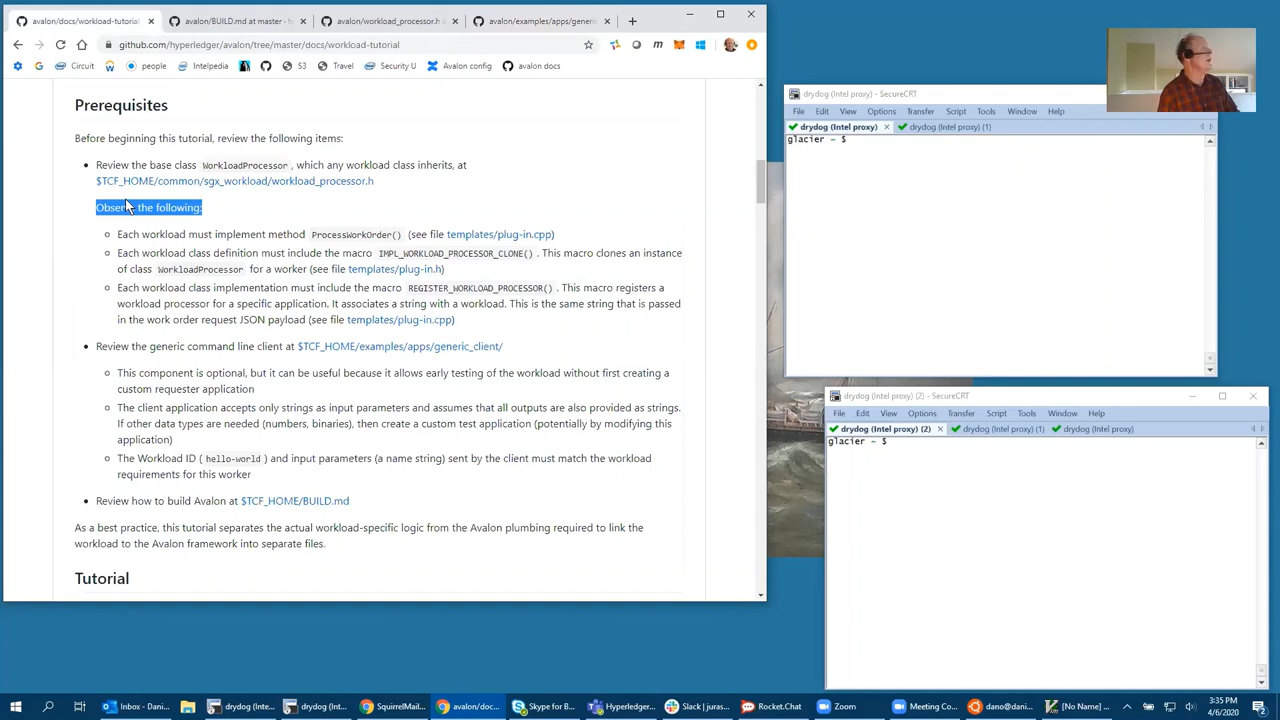 avalon/docs/workload-tutorial
avalon/BUILD.md at master · h
avalon/workload_processor.h a
avalon/examples/apps/generic
github.com/hyperledger/avalon/tree/master/docs/workload-tutorial
Circuit
people
Intelpedia
S3
Travel
Security U
Avalon config
avalon docs
Prerequisites
Before beginning this tutorial, review the following items:
Review the base class WorkloadProcessor, which any workload class inherits, at
$TCF_HOME/common/sgx_workload/workload_processor.h
Observe the following:
Each workload must implement method ProcessWorkOrder() (see file templates/plug-in.cpp)
Each workload class definition must include the macro IMPL_WORKLOAD_PROCESSOR_CLONE(). This macro clones an instance
of class WorkloadProcessor for a worker (see file templates/plug-in.h)
Each workload class implementation must include the macro REGISTER_WORKLOAD_PROCESSOR(). This macro registers a
workload processor for a specific application. It associates a string with a workload. This is the same string that is passed
in the work order request JSON payload (see file templates/plug-in.cpp)
Review the generic command line client at $TCF_HOME/examples/apps/generic_client/
This component is optional, but it can be useful because it allows early testing of the workload without first creating a
custom requester application
The client application accepts only strings as input parameters and assumes that all outputs are also provided as strings.
If other data types are needed (numbers, binaries), then create a custom test application (potentially by modifying this
application)
The Workload ID (hello-world) and input parameters (a name string) sent by the client must match the workload
requirements for this worker
Review how to build Avalon at $TCF_HOME/BUILD.md
As a best practice, this tutorial separates the actual workload-specific logic from the Avalon plumbing required to link the
workload to the Avalon framework into separate files.
Tutorial
drydog (Intel proxy) - SecureCRT
File Edit View Options Transfer Script Tools Window Help
drydog (Intel proxy)
drydog (Intel proxy) (1)
glacier ~ $
drydog (Intel proxy) (2) - SecureCRT
File Edit View Options Transfer Script Tools Window Help
drydog (Intel proxy) (2)
drydog (Intel proxy) (1)
drydog (Intel proxy)
glacier ~ $
Inbox - Dani...
drydog (Inte...
drydog (Int...
SquirrelMail...
avalon/doc...
Skype for B...
Hyperledger...
Slack | juras...
Rocket.Chat
Zoom
Meeting Co...
dano@dani...
[No Name] ...
3:35 PM
4/6/2020